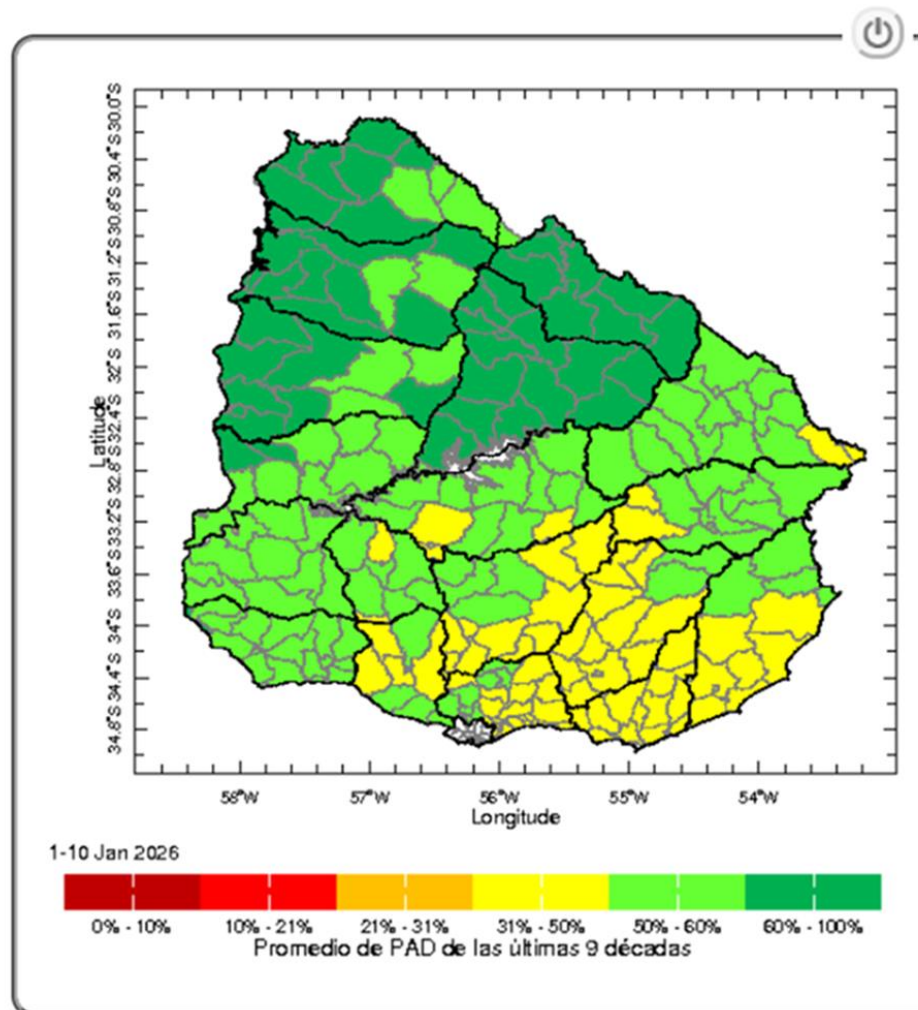 30.0°S
30.4°S
30.8°S
31.2°S
31.6°S
32°S
32.4°S
32.8°S
33.2°S
33.6°S
34°S
34.4°S
34.8°S
Latitude
58°W 57°W 56°W 55°W 54°W
Longitude
1-10 Jan 2026
0% - 10% 10% - 21% 21% - 31% 31% - 50% 50% - 60% 60% - 100%
Promedio de PAD de las últimas 9 décadas